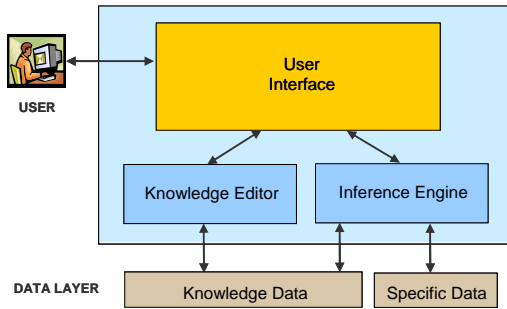 User
Interface
USER
Knowledge Editor
Inference Engine
DATA LAYER
Knowledge Data
Specific Data